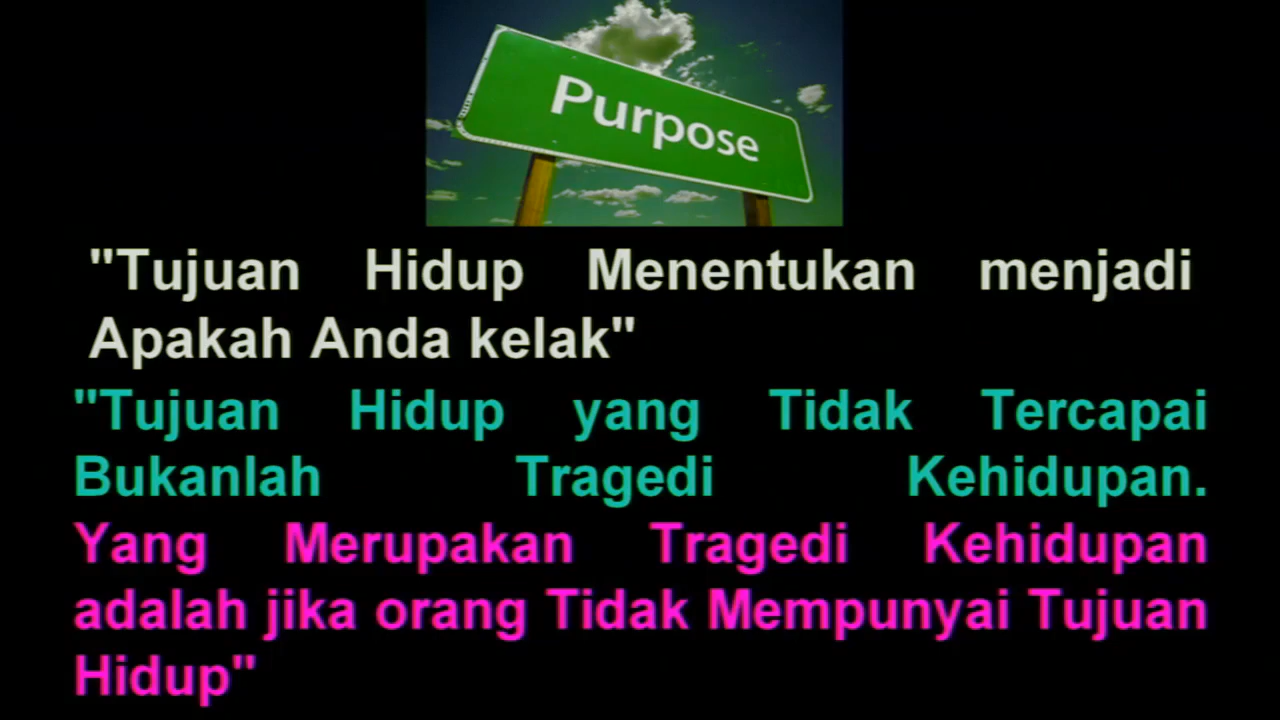 Purpose
"Tujuan Hidup Menentukan menjadi
Apakah Anda kelak"
"Tujuan Hidup yang Tidak Tercapai
Bukanlah Tragedi Kehidupan.
Yang Merupakan Tragedi Kehidupan
adalah jika orang Tidak Mempunyai Tujuan
Hidup"